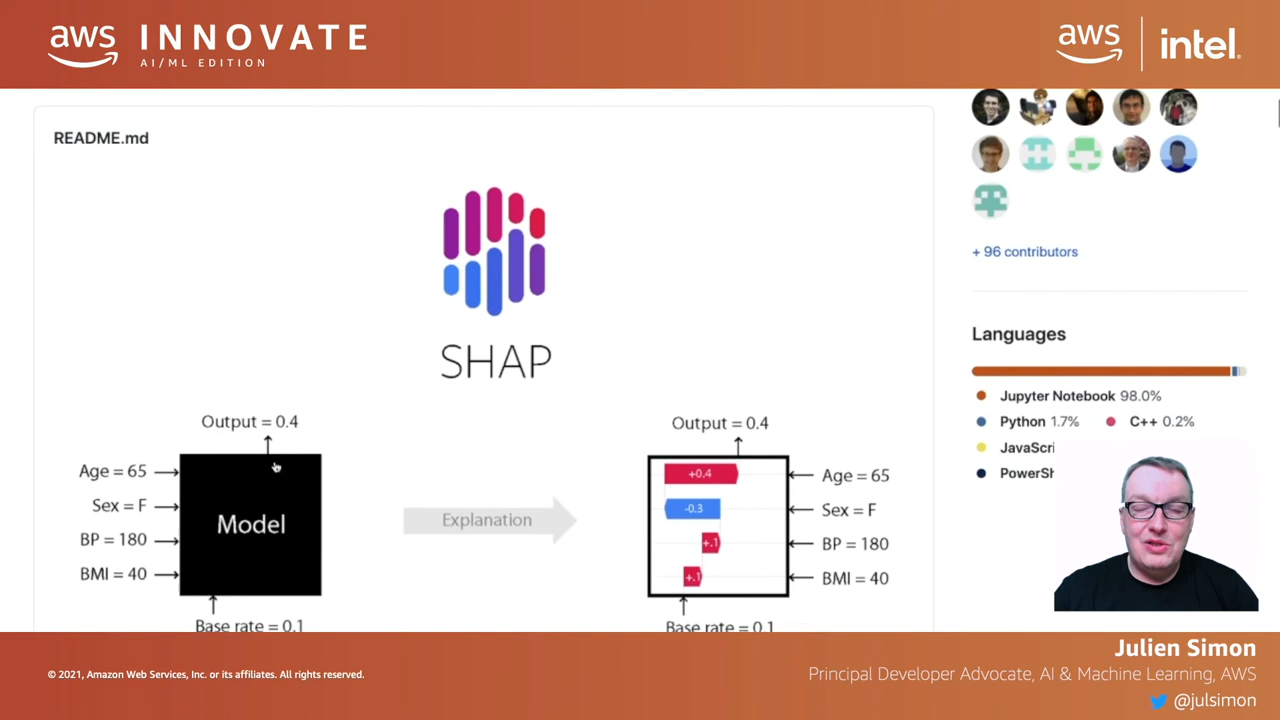 aws INNOVATE
AI/ML EDITION
aws | intel.
README.md
SHAP
+ 96 contributors
Languages
Jupyter Notebook 98.0%
Python 1.7% C++ 0.2%
JavaScri
PowerSh
Output = 0.4
Age = 65
Sex = F
BP = 180
BMI = 40
Model
Base rate = 0.1
Explanation
Output = 0.4
+0.4
-0.3
+.1
+.1
Age = 65
Sex = F
BP = 180
BMI = 40
Base rate = 0.1
© 2021, Amazon Web Services, Inc. or its affiliates. All rights reserved.
Julien Simon
Principal Developer Advocate, AI & Machine Learning, AWS
@julsimon